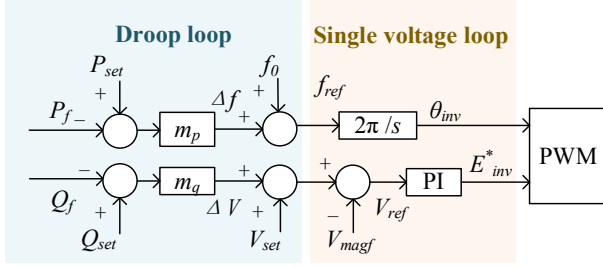 Droop loop
Single voltage loop
P_set
f_0
+
+
P_f
−
m_p
Δf
+
f_ref
2π /s
θ_inv
PWM
−
Q_f
+
Q_set
m_q
+
ΔV
+
V_set
+
−
V_magf
V_ref
PI
E*_inv